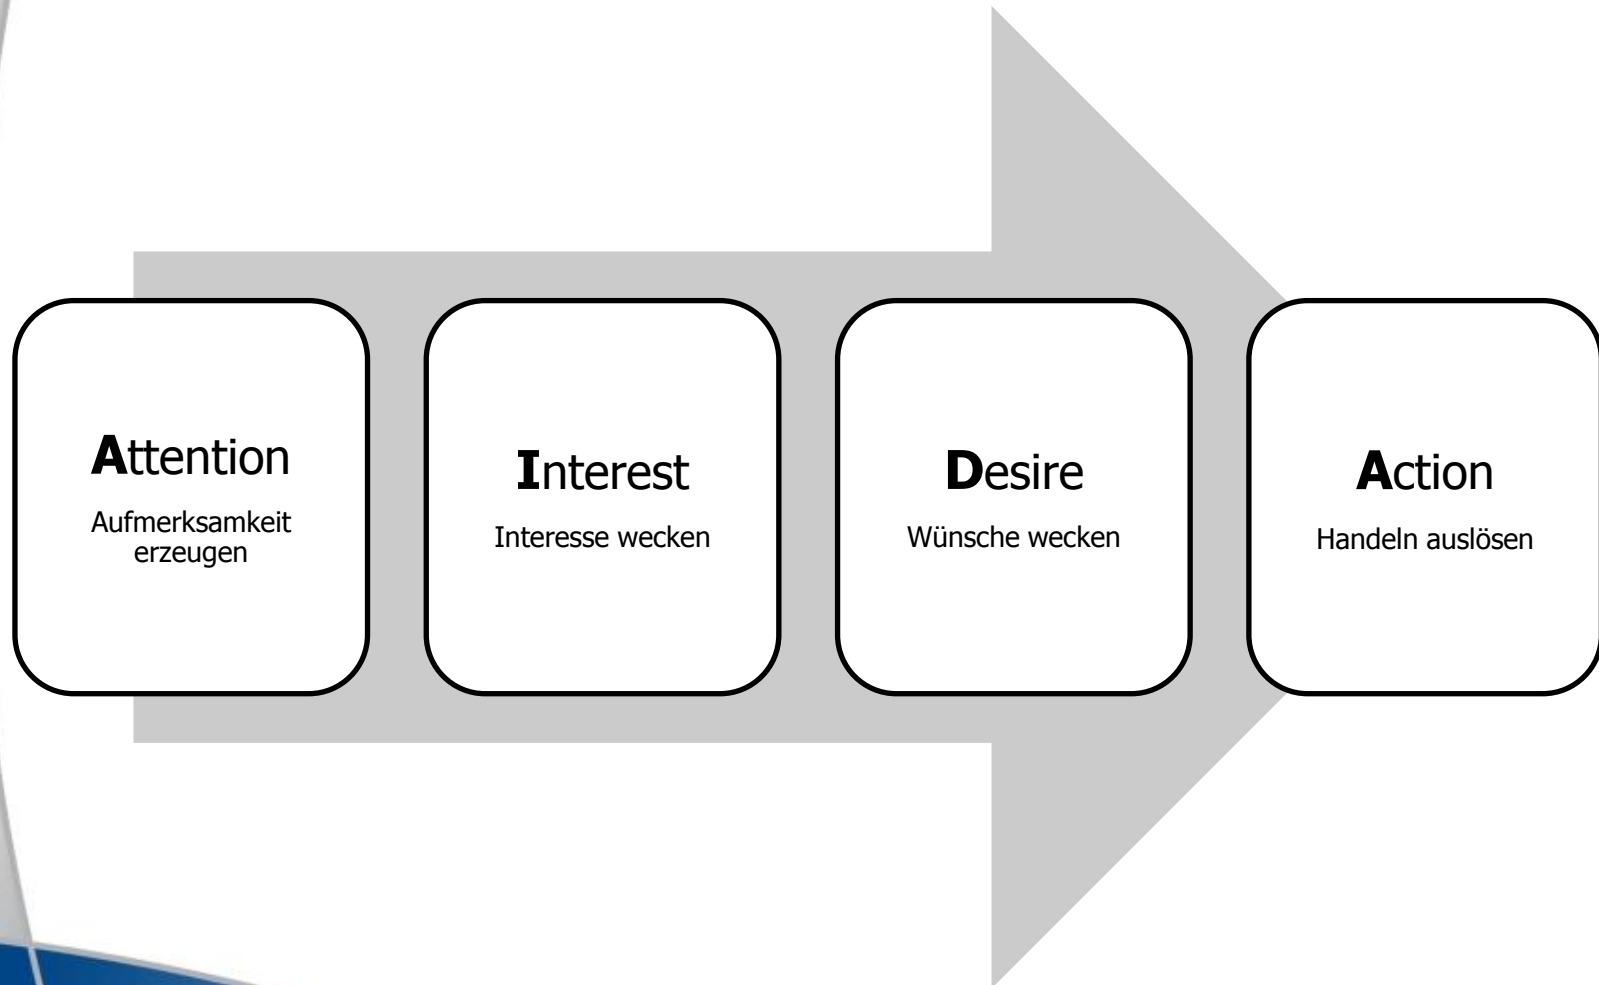 Attention
Aufmerksamkeit
erzeugen
Interest
Interesse wecken
Desire
Wünsche wecken
Action
Handeln auslösen